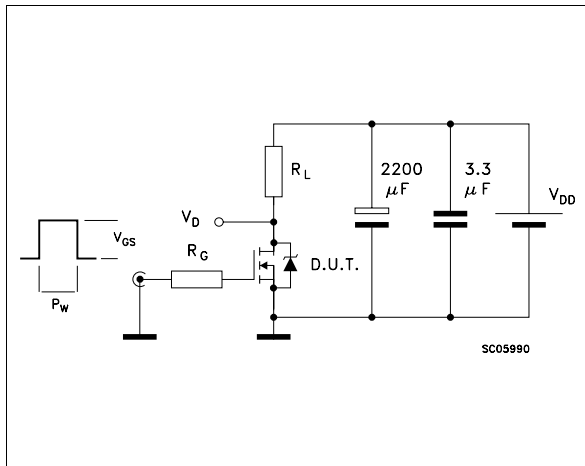 2200
μF
3.3
μF
R_L
V_DD
V_D
V_GS
R_G
D.U.T.
P_W
SC05990